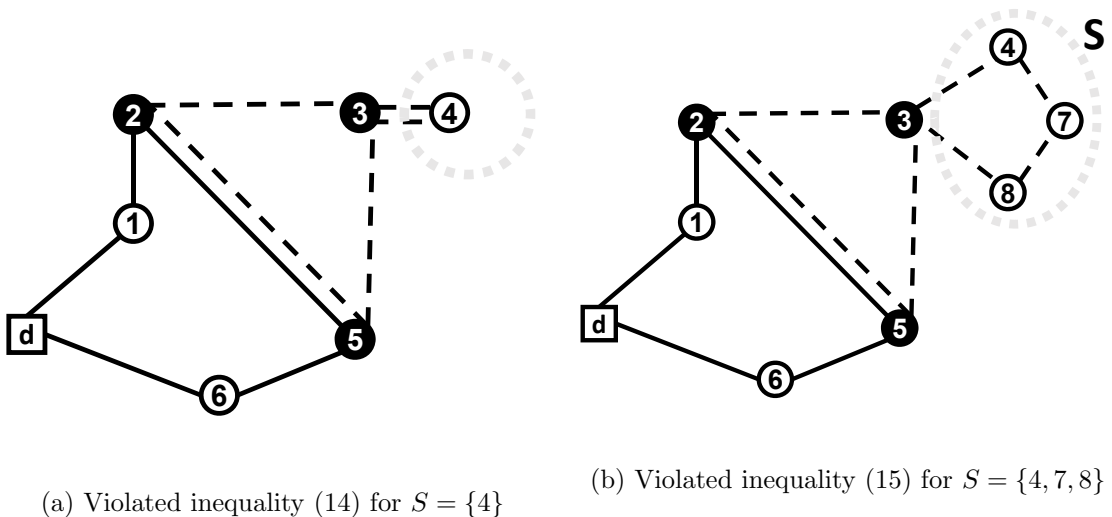 2
3
4
1
d
5
6
(a) Violated inequality (14) for S = {4}
S
4
2
3
7
8
1
d
5
6
(b) Violated inequality (15) for S = {4, 7, 8}